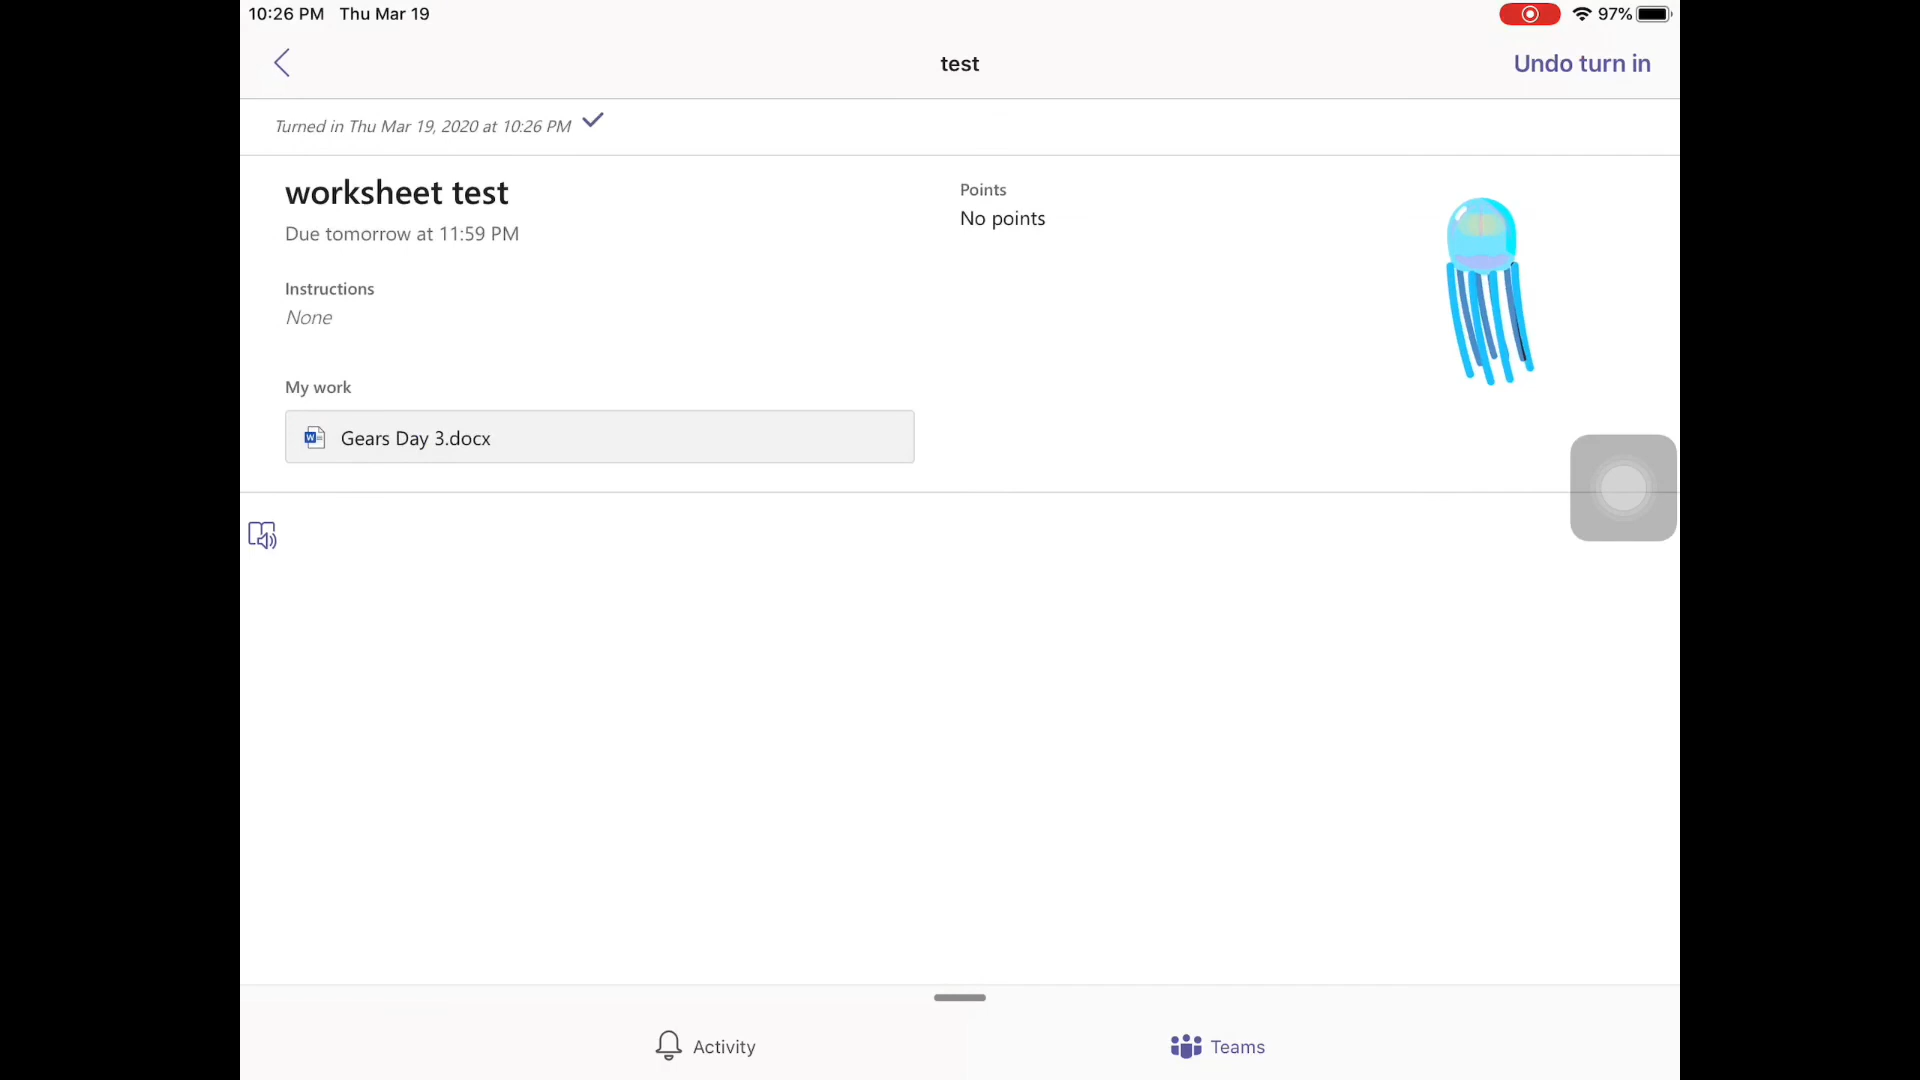 10:26 PM Thu Mar 19
97%
test
Undo turn in
Turned in Thu Mar 19, 2020 at 10:26 PM
worksheet test
Due tomorrow at 11:59 PM
Points
No points
Instructions
None
My work
Gears Day 3.docx
Activity
Teams